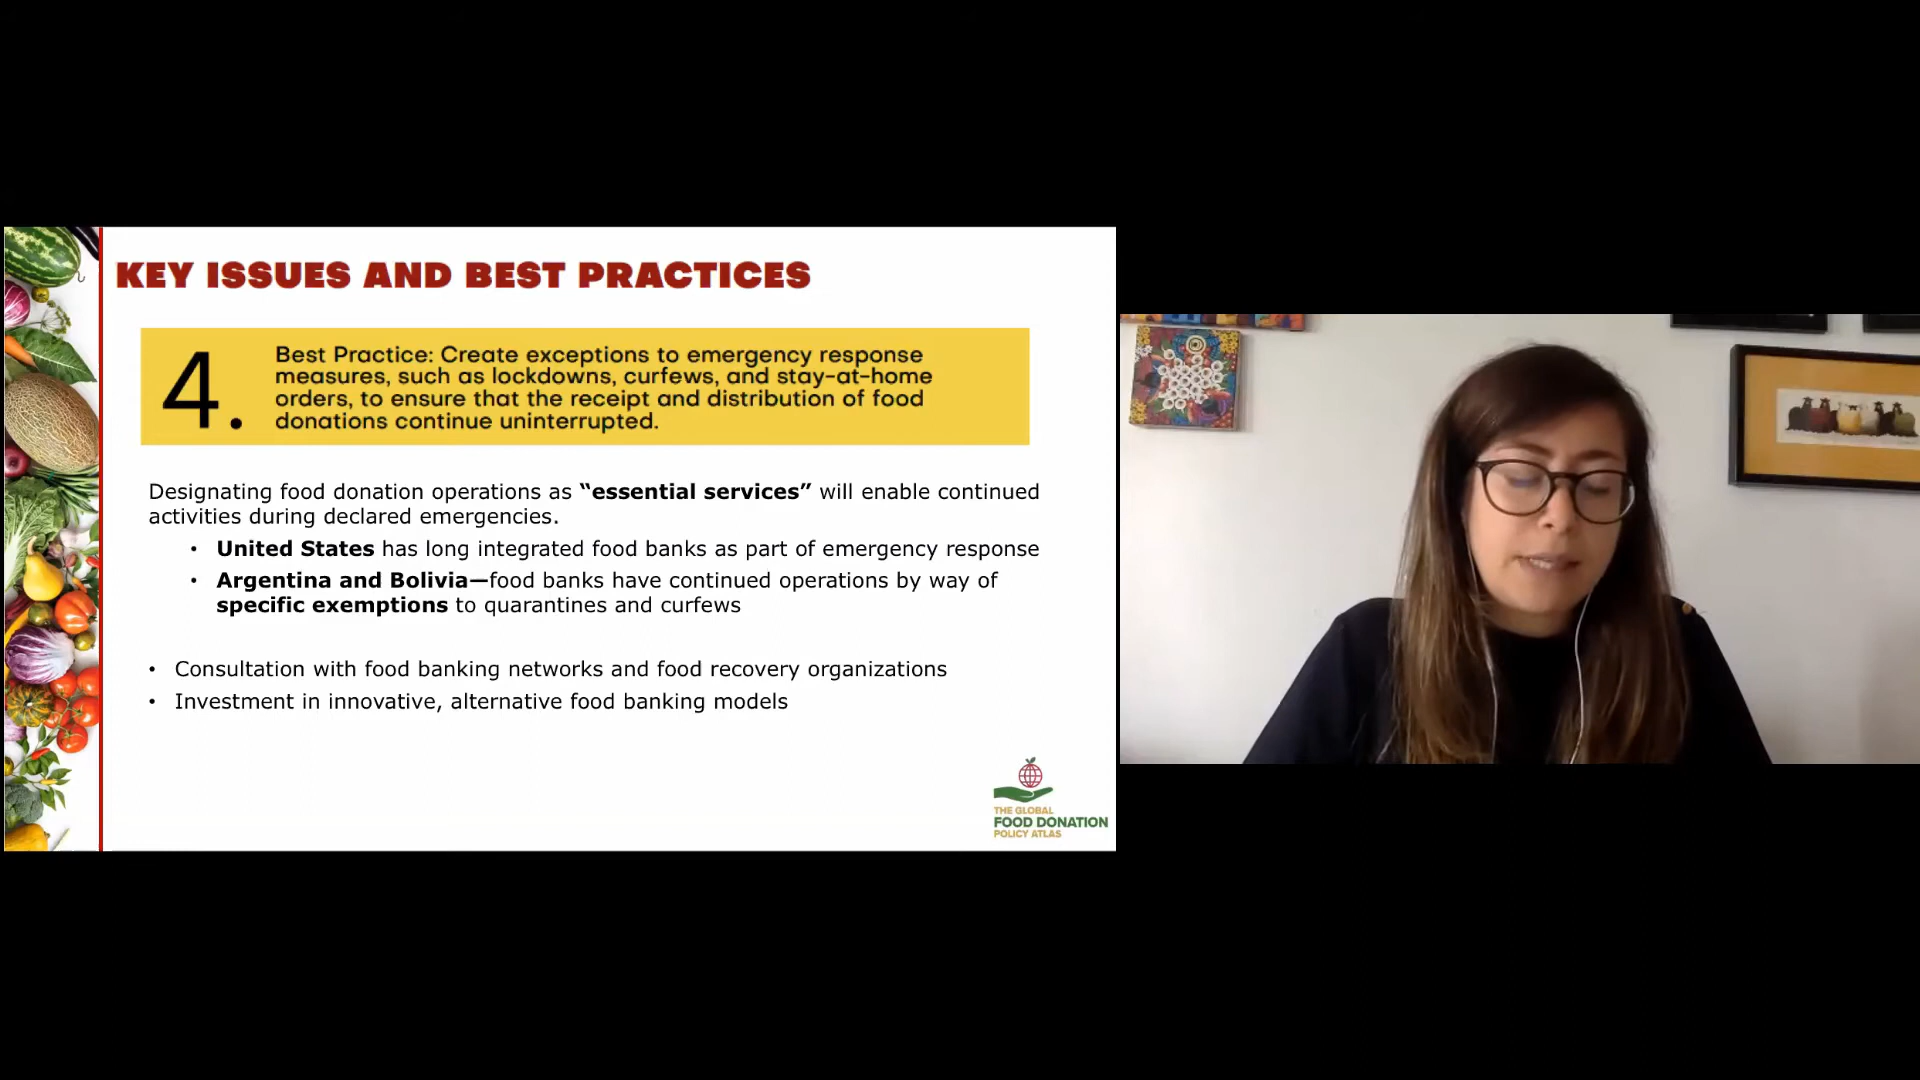 KEY ISSUES AND BEST PRACTICES
4.
Best Practice: Create exceptions to emergency response
measures, such as lockdowns, curfews, and stay-at-home
orders, to ensure that the receipt and distribution of food
donations continue uninterrupted.
Designating food donation operations as “essential services” will enable continued
activities during declared emergencies.
• United States has long integrated food banks as part of emergency response
• Argentina and Bolivia—food banks have continued operations by way of
specific exemptions to quarantines and curfews
• Consultation with food banking networks and food recovery organizations
• Investment in innovative, alternative food banking models
THE GLOBAL
FOOD DONATION
POLICY ATLAS